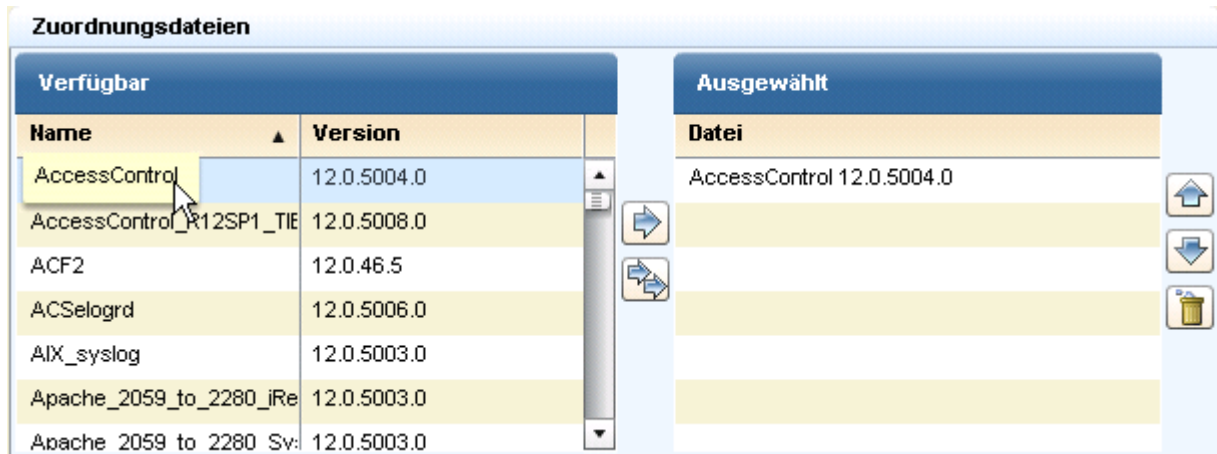 Zuordnungsdateien
Verfügbar
Ausgewählt
Name Version
Datei
AccessControl 12.0.5004.0
AccessControl 12.0.5004.0
AccessControl_R12SP1_TIE 12.0.5008.0
ACF2 12.0.46.5
ACSelogrd 12.0.5006.0
AIX_syslog 12.0.5003.0
Apache_2059_to_2280_iRe 12.0.5003.0
Apache_2059_to_2280_Sy 12.0.5003.0